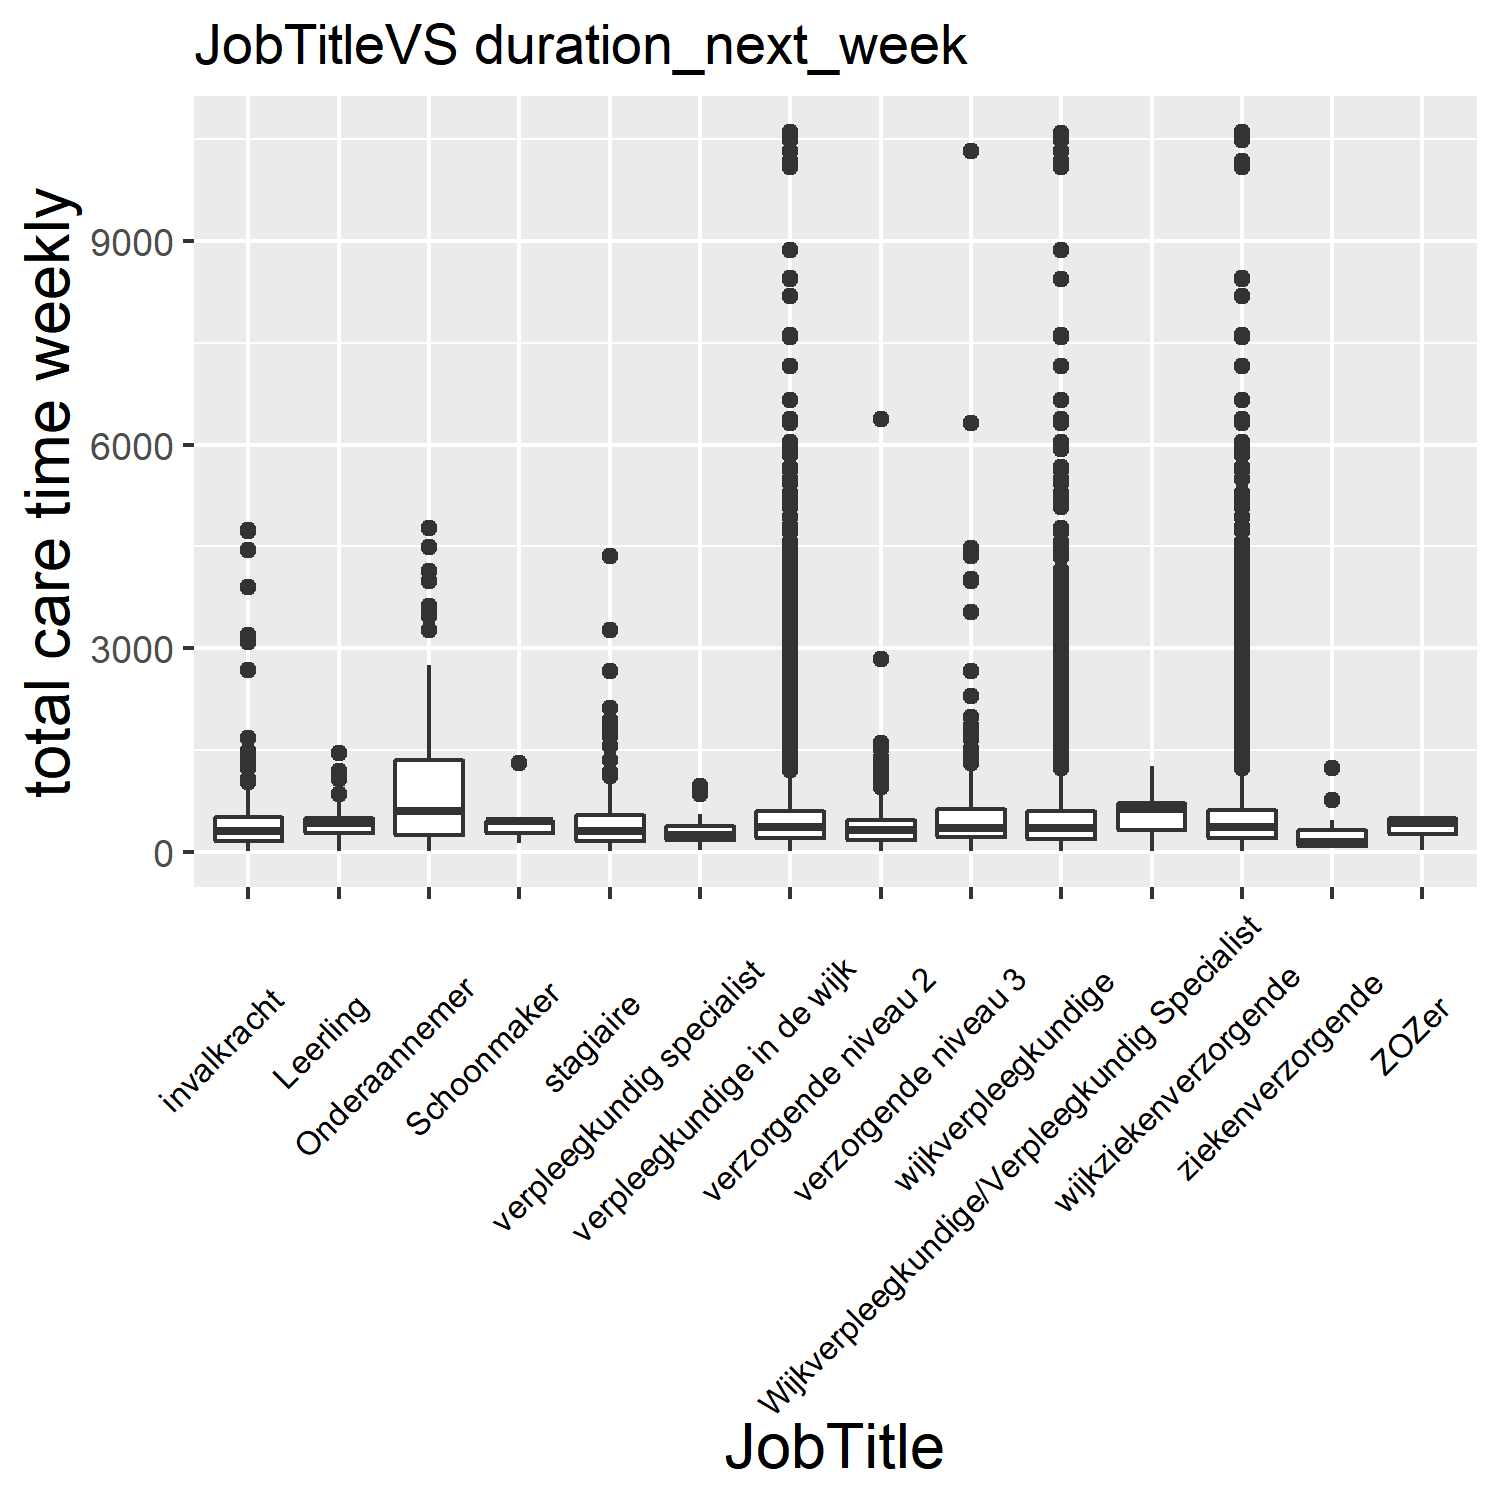 JobTitleVS duration_next_week
total care time weekly
9000
6000
3000
0
invalkracht
Leerling
Onderaannemer
Schoonmaker
stagiaire
verpleegkundig specialist
verpleegkundige in de wijk
verzorgende niveau 2
verzorgende niveau 3
wijkverpleegkundige
Wijkverpleegkundige/Verpleegkundig Specialist
wijkziekenverzorgende
ziekenverzorgende
ZOZer
JobTitle